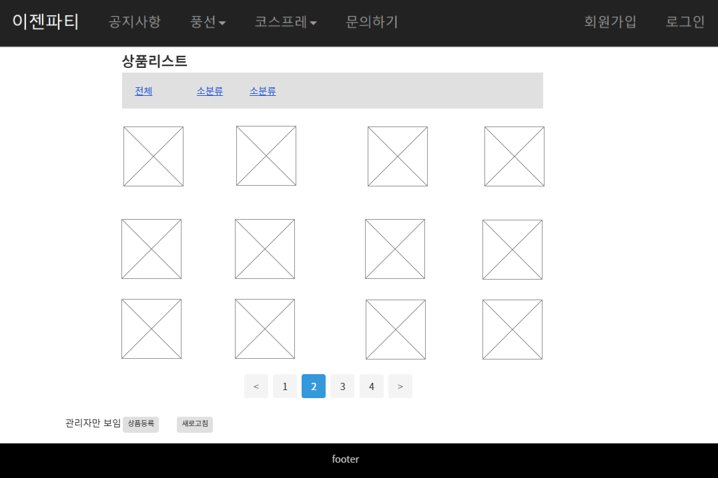 이젠파티 공지사항 풍선 코스프레 문의하기 회원가입 로그인
상품리스트
전체 소분류 소분류
< 1 2 3 4 >
관리자만 보임 상품등록 새로고침
footer